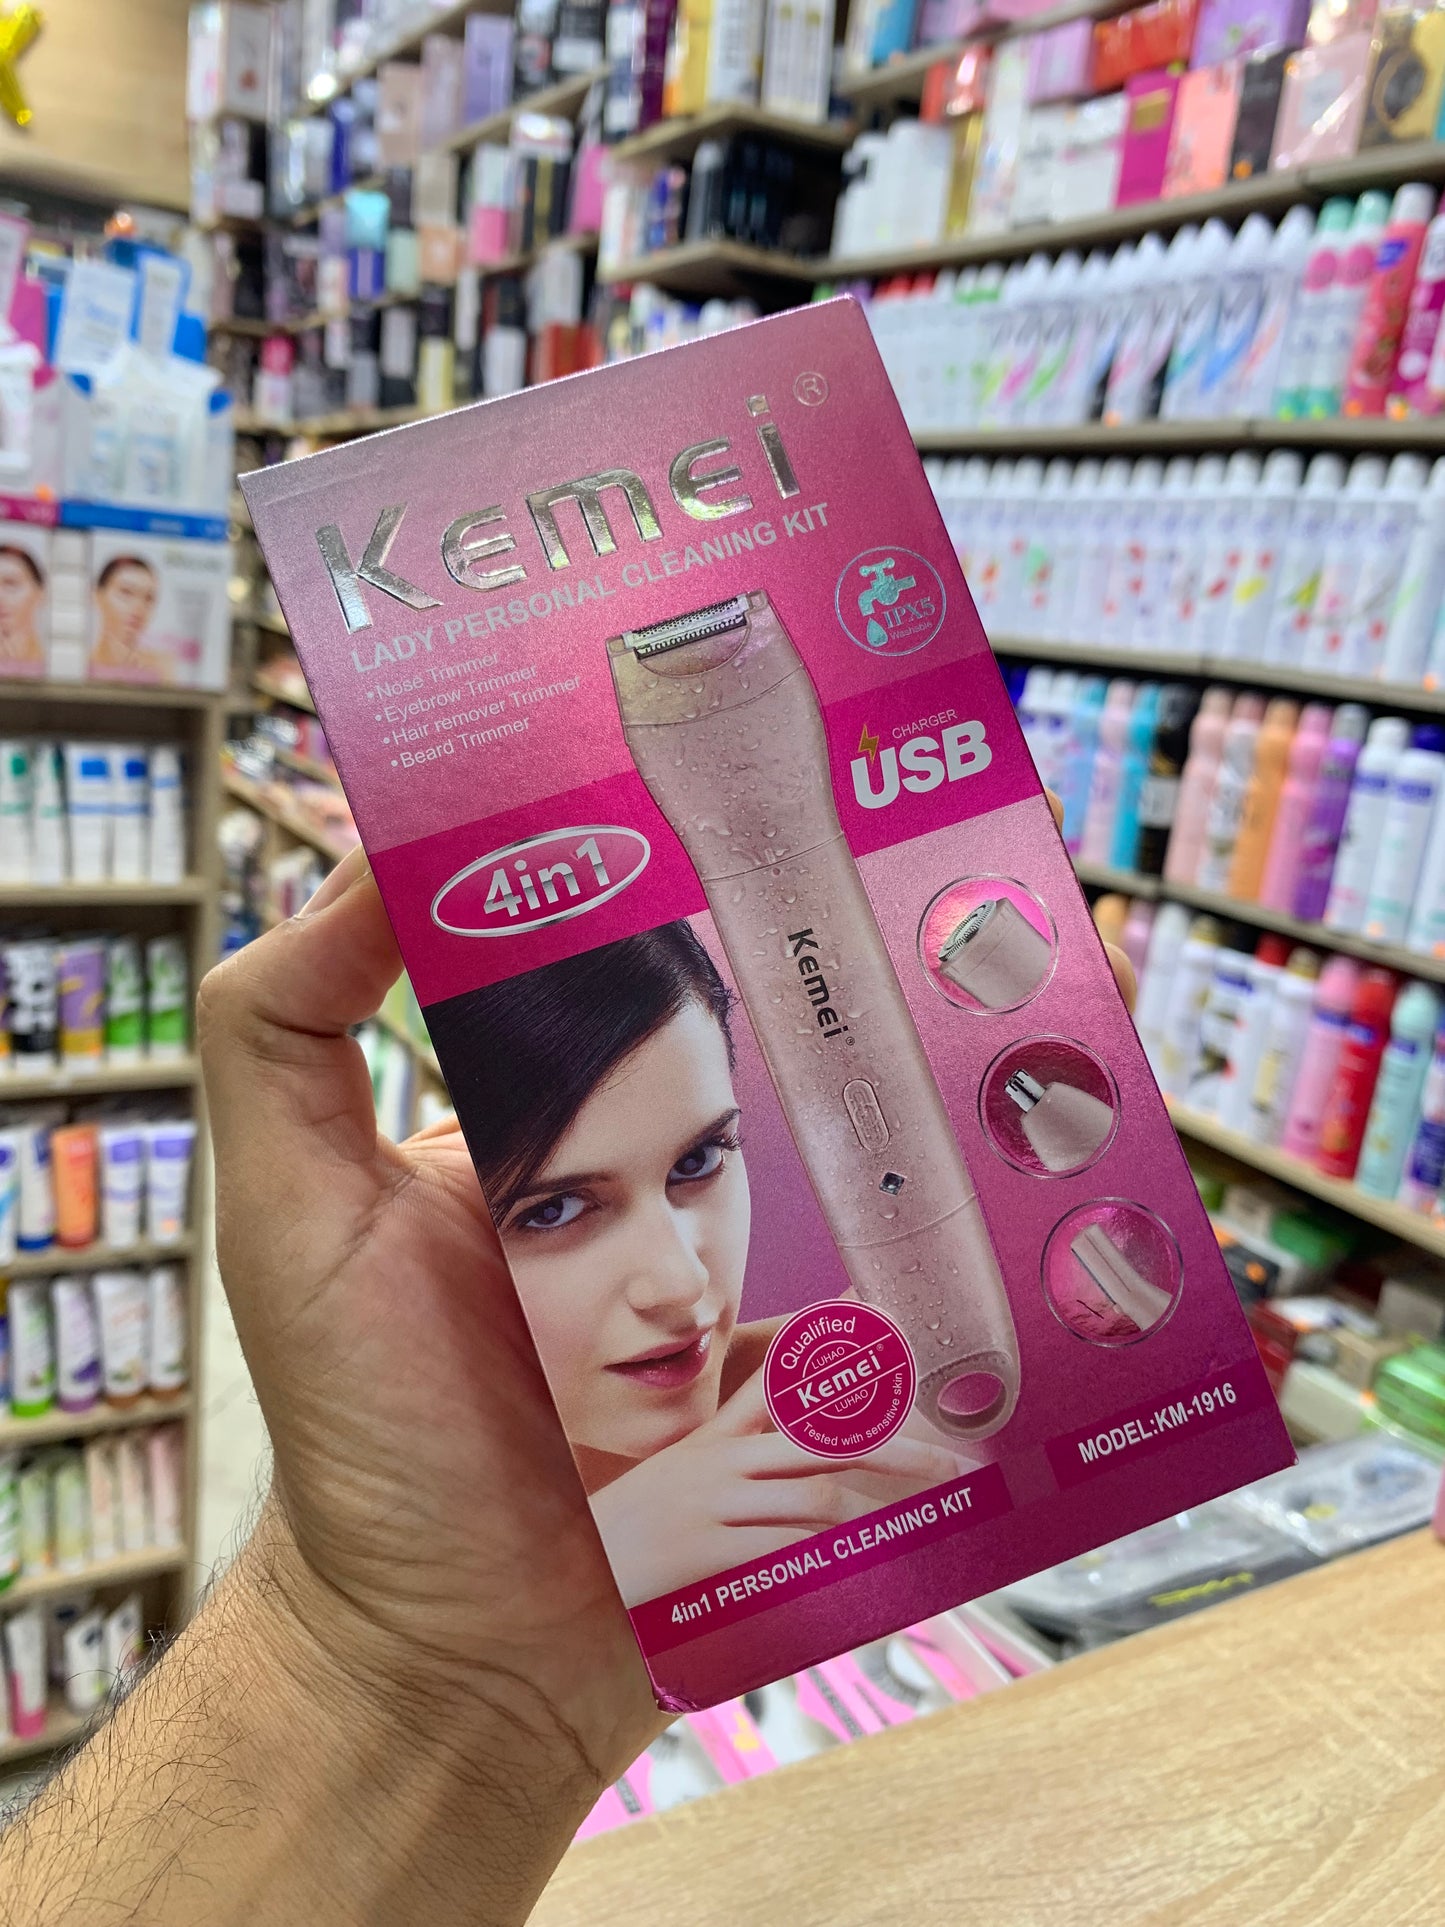 Kemei ®
LADY PERSONAL CLEANING KIT
•Nose Trimmer
•Eyebrow Trimmer
•Hair remover Trimmer
•Beard Trimmer
IPX5
Washable
CHARGER
USB
4in1
Kemei®
Qualified
LUHAO
Kemei®
LUHAO
Tested with sensitive skin
MODEL:KM-1916
4in1 PERSONAL CLEANING KIT